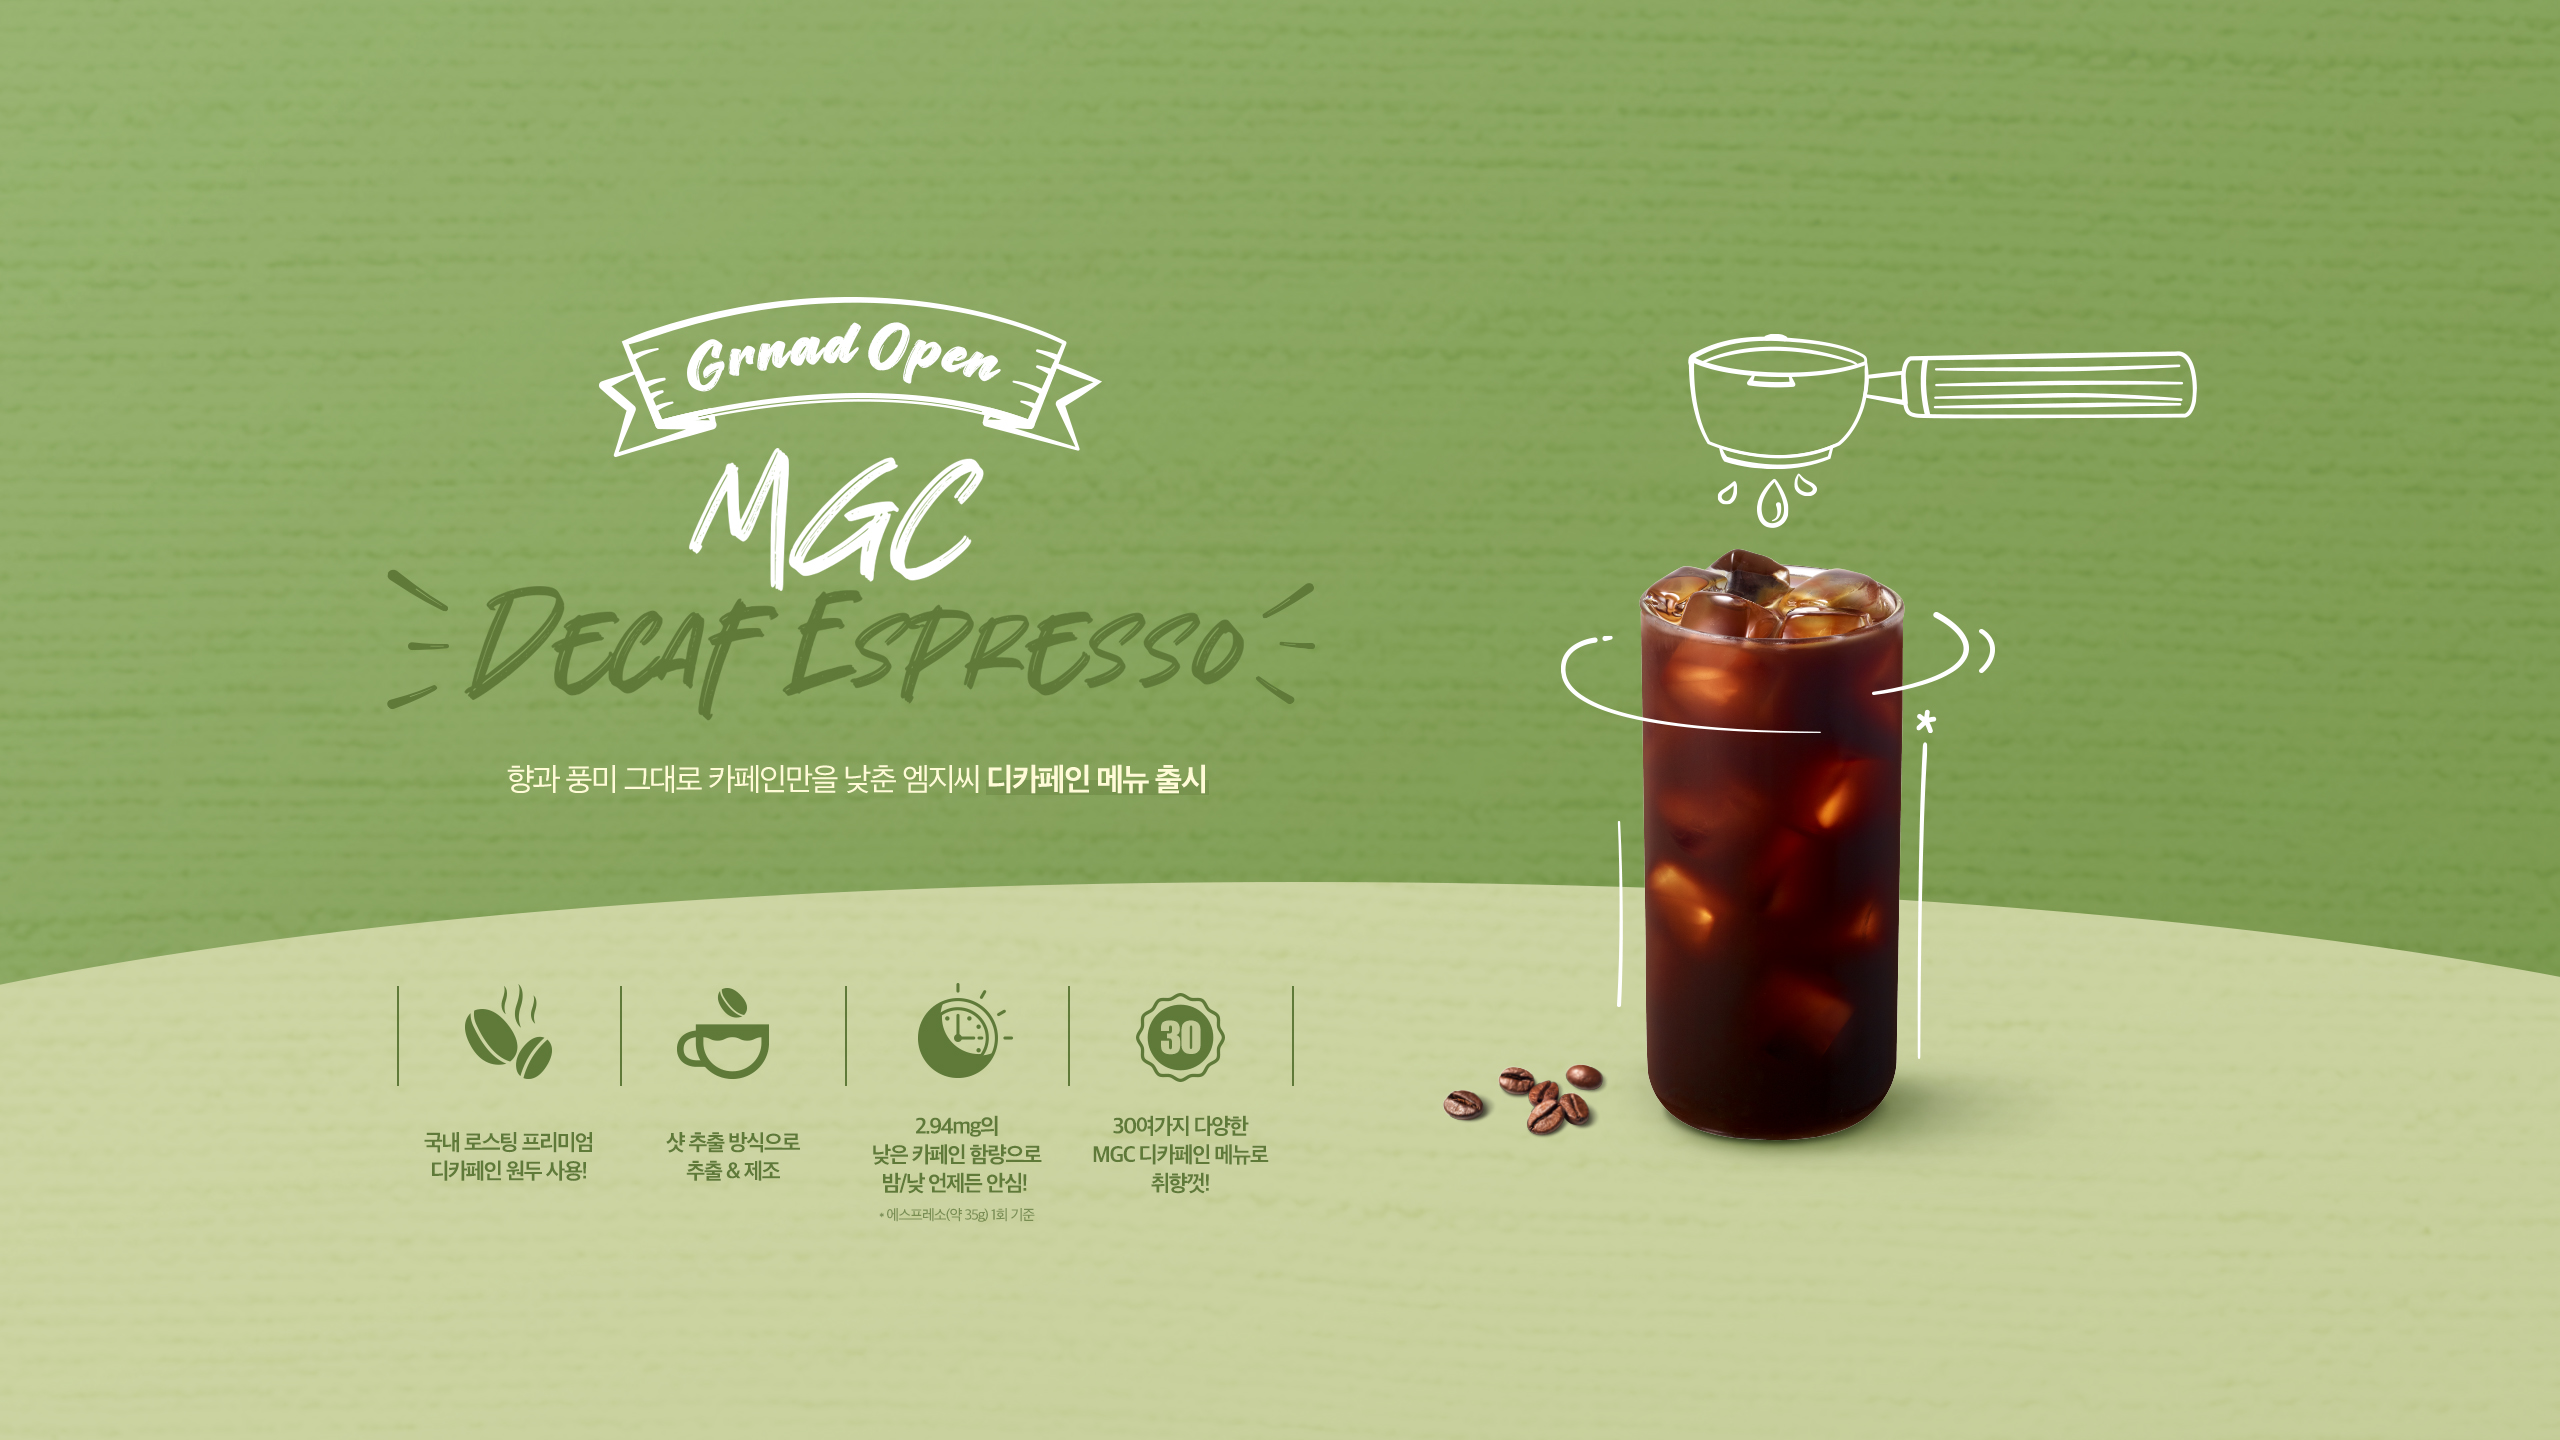 Grnad Open
MGC
DECAF ESPRESSO
향과 풍미 그대로 카페인만을 낮춘 엠지씨 디카페인 메뉴 출시
30
국내 로스팅 프리미엄
디카페인 원두 사용!
샷 추출 방식으로
추출 & 제조
2.94mg의
낮은 카페인 함량으로
밤/낮 언제든 안심!
* 에스프레소(약 35g) 1회 기준
30여가지 다양한
MGC 디카페인 메뉴로
취향껏!